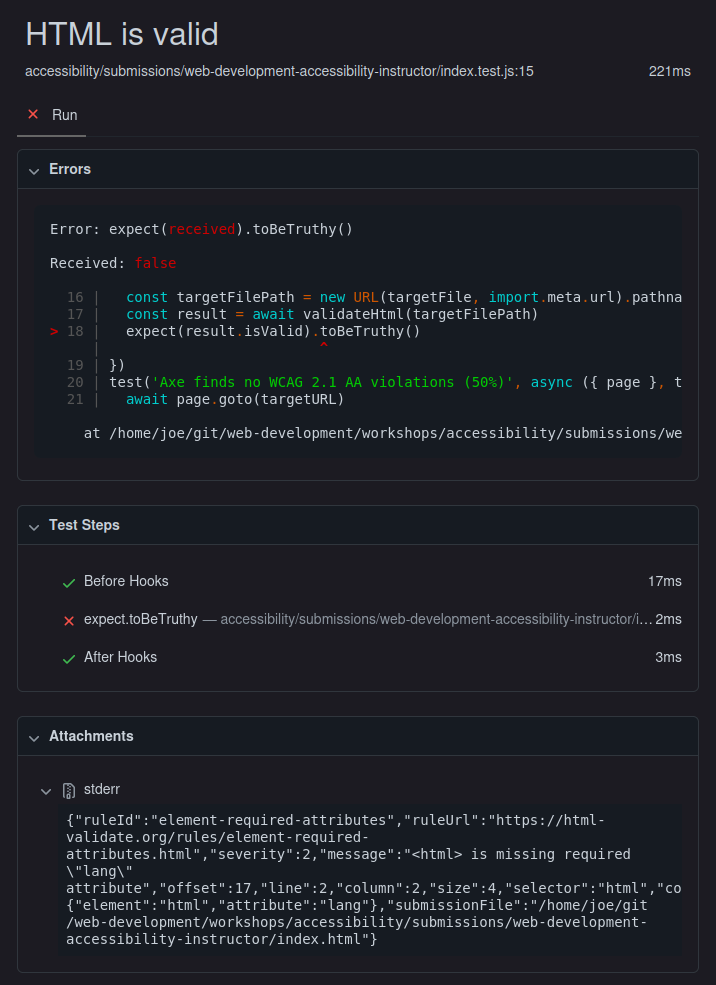 HTML is valid
accessibility/submissions/web-development-accessibility-instructor/index.test.js:15 221ms
✕ Run
Errors
Error: expect(received).toBeTruthy()
Received: false
16 | const targetFilePath = new URL(targetFile, import.meta.url).pathna
17 | const result = await validateHtml(targetFilePath)
> 18 | expect(result.isValid).toBeTruthy()
| ^
19 | })
20 | test('Axe finds no WCAG 2.1 AA violations (50%)', async ({ page }, t
21 | await page.goto(targetURL)
at /home/joe/git/web-development/workshops/accessibility/submissions/we
Test Steps
Before Hooks 17ms
expect.toBeTruthy — accessibility/submissions/web-development-accessibility-instructor/i… 2ms
After Hooks 3ms
Attachments
stderr
{"ruleId":"element-required-attributes","ruleUrl":"https://html-
validate.org/rules/element-required-
attributes.html","severity":2,"message":"<html> is missing required
\"lang\"
attribute","offset":17,"line":2,"column":2,"size":4,"selector":"html","co
{"element":"html","attribute":"lang"},"submissionFile":"/home/joe/git
/web-development/workshops/accessibility/submissions/web-development-
accessibility-instructor/index.html"}